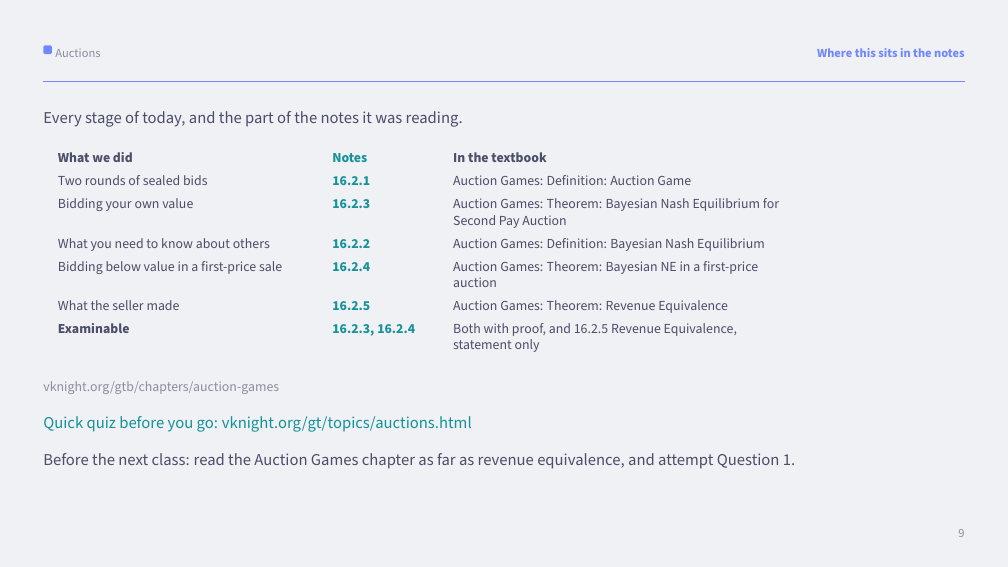 Auctions
Where this sits in the notes
Every stage of today, and the part of the notes it was reading.
What we did Notes In the textbook
Two rounds of sealed bids 16.2.1 Auction Games: Definition: Auction Game
Bidding your own value 16.2.3 Auction Games: Theorem: Bayesian Nash Equilibrium for
Second Pay Auction
What you need to know about others 16.2.2 Auction Games: Definition: Bayesian Nash Equilibrium
Bidding below value in a first-price sale 16.2.4 Auction Games: Theorem: Bayesian NE in a first-price
auction
What the seller made 16.2.5 Auction Games: Theorem: Revenue Equivalence
Examinable 16.2.3, 16.2.4 Both with proof, and 16.2.5 Revenue Equivalence,
statement only
vknight.org/gtb/chapters/auction-games
Quick quiz before you go: vknight.org/gt/topics/auctions.html
Before the next class: read the Auction Games chapter as far as revenue equivalence, and attempt Question 1.
9